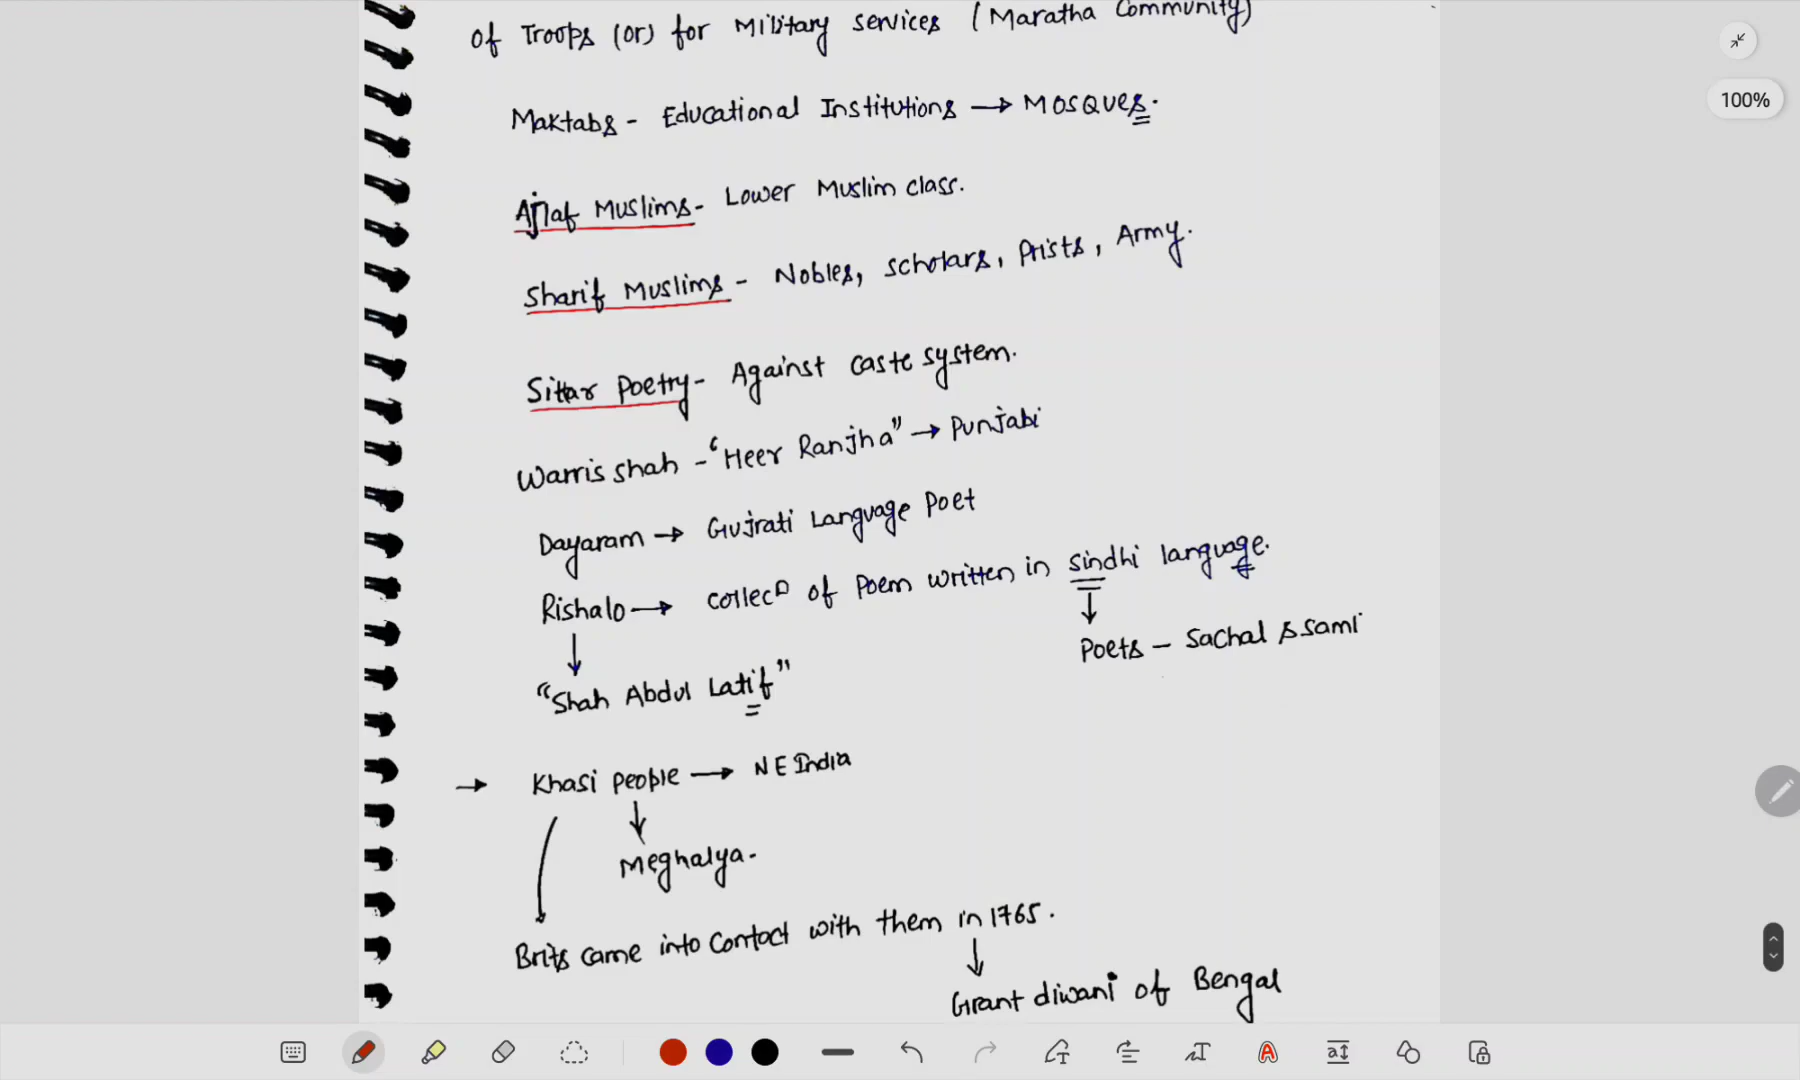 of Troops (or) for Military services (Maratha Community)
100%
Maktabs - Educational Institutions → MOSQUES.
Ajlaf Muslims - Lower Muslim class.
Sharif Muslims - Nobles, scholars, Prists, Army.
Sittar Poetry - Against caste system.
Warris shah - "Heer Ranjha" → Punjabi
Dayaram → Gujrati Language Poet
Rishalo → collecⁿ of Poem written in sindhi language.
Poets - Sachal & Sami
"Shah Abdul Latif"
→ Khasi people → NE India
Meghalya.
Brits came into contact with them in 1765.
Grant diwani of Bengal